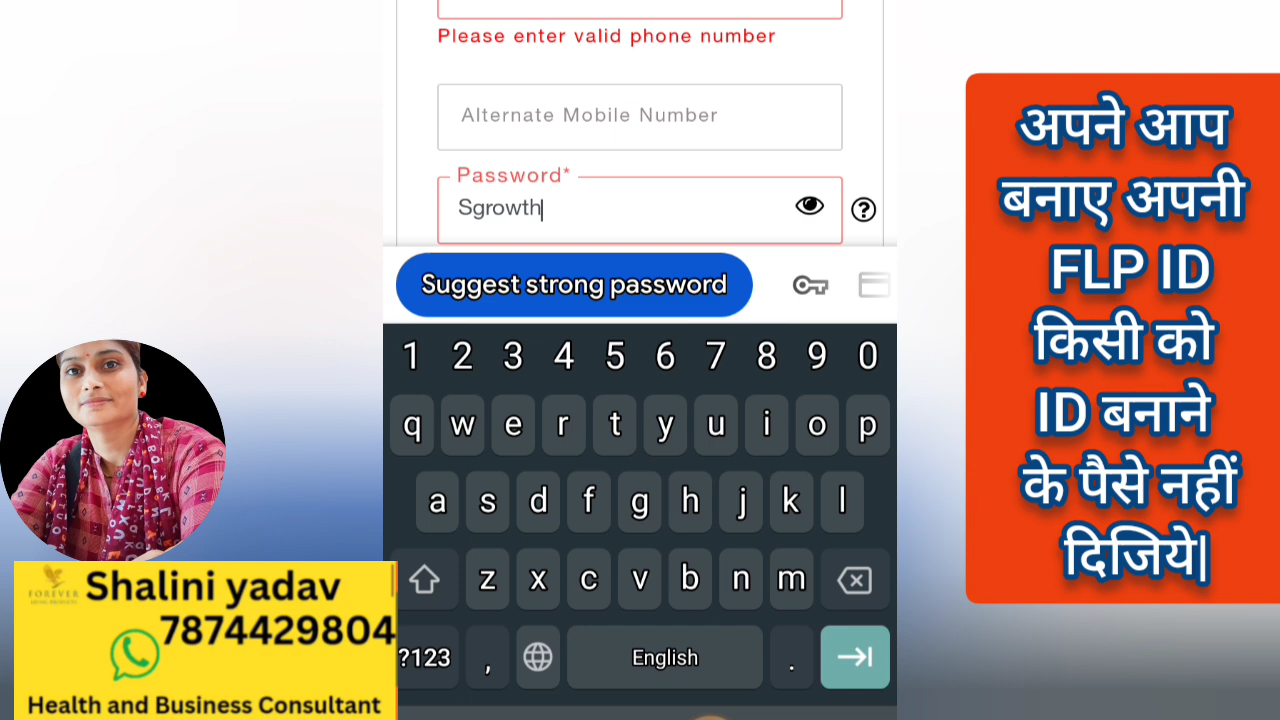 Please enter valid phone number
Alternate Mobile Number
Password*
Sgrowth
Suggest strong password
1 2 3 4 5 6 7 8 9 0
q w e r t y u i o p
a s d f g h j k l
z x c v b n m
?123 , English .
FOREVER
Shalini yadav
7874429804
Health and Business Consultant
अपने आप
बनाए अपनी
FLP ID
किसी को
ID बनाने
के पैसे नहीं
दिजिये|